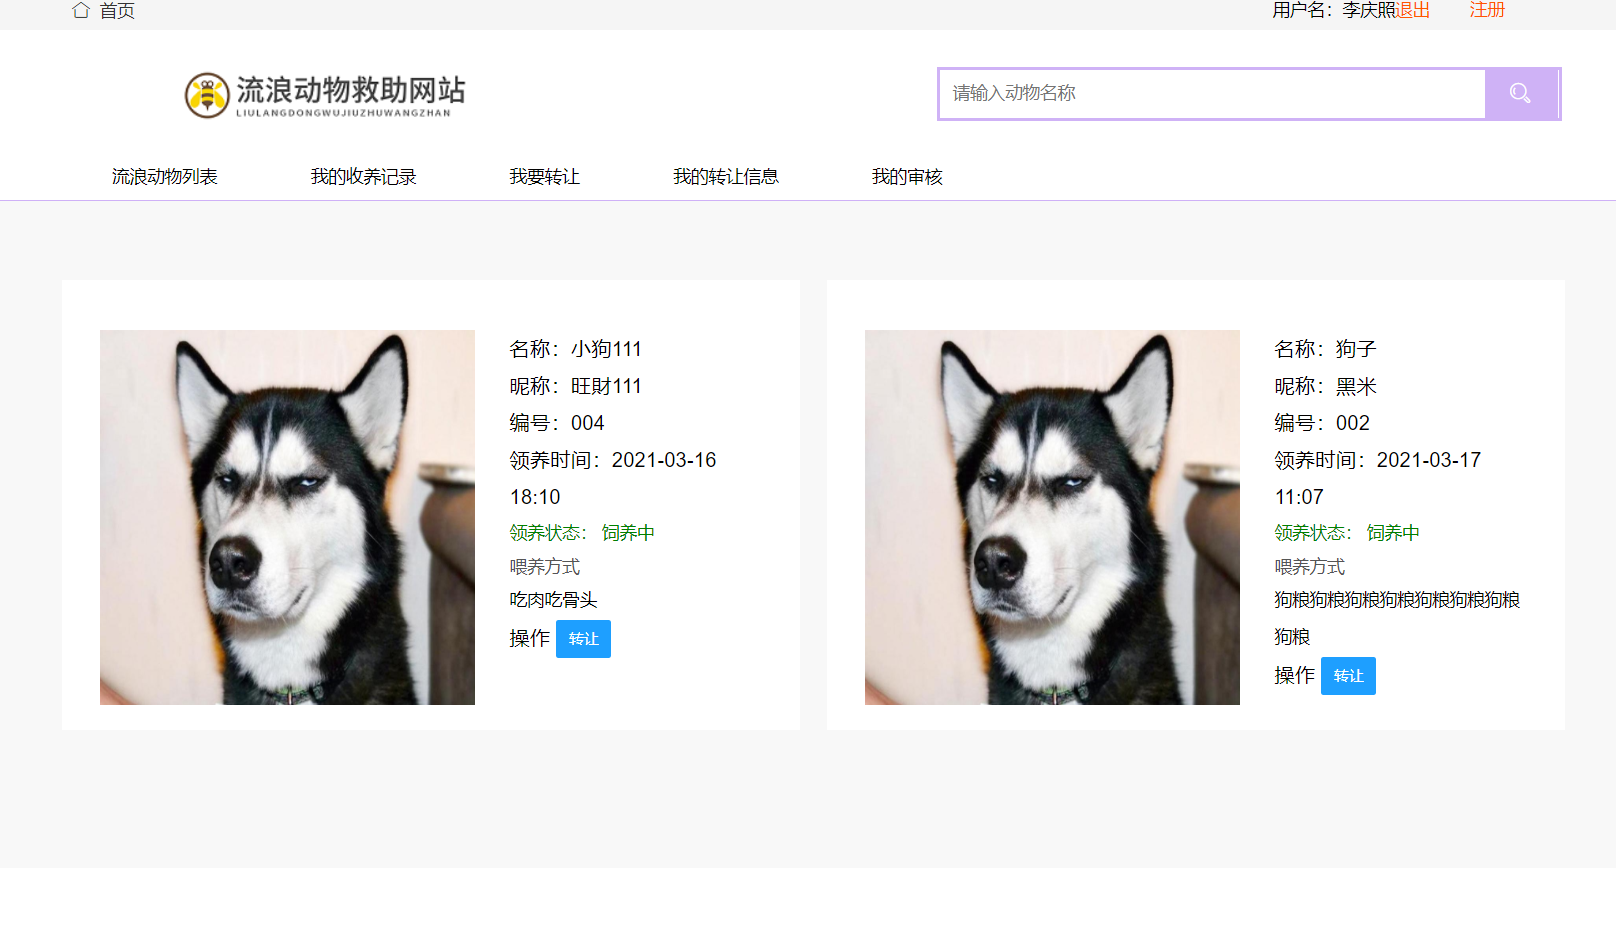 首页
用户名：李庆照退出 注册
流浪动物救助网站
LIULANGDONGWUJIUZHUWANGZHAN
请输入动物名称
流浪动物列表 我的收养记录 我要转让 我的转让信息 我的审核
名称：小狗111
昵称：旺财111
编号：004
领养时间：2021-03-16
18:10
领养状态： 饲养中
喂养方式
吃肉吃骨头
操作 转让
名称：狗子
昵称：黑米
编号：002
领养时间：2021-03-17
11:07
领养状态： 饲养中
喂养方式
狗粮狗粮狗粮狗粮狗粮狗粮狗粮
狗粮
操作 转让